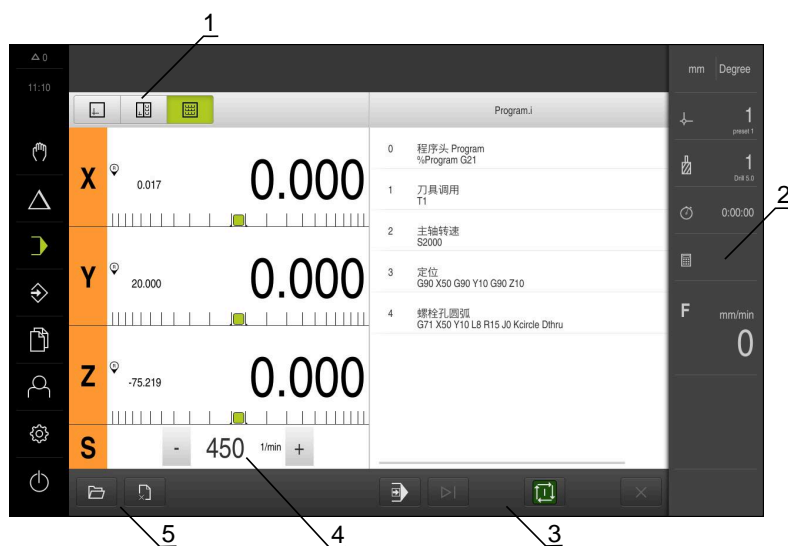 1
0
11:10
mm Degree
Program.i
1
preset 1
1
Drill 5.0
0:00:00
2
F mm/min
0
X R 0.017 0.000
Y R 20.000 0.000
Z R -75.219 0.000
S - 450 1/min +
0 程序头 Program
%Program G21
1 刀具调用
T1
2 主轴转速
S2000
3 定位
G90 X50 G90 Y10 G90 Z10
4 螺栓孔圆弧
G71 X50 Y10 L8 R15 J0 Kcircle Dthru
5
4
3